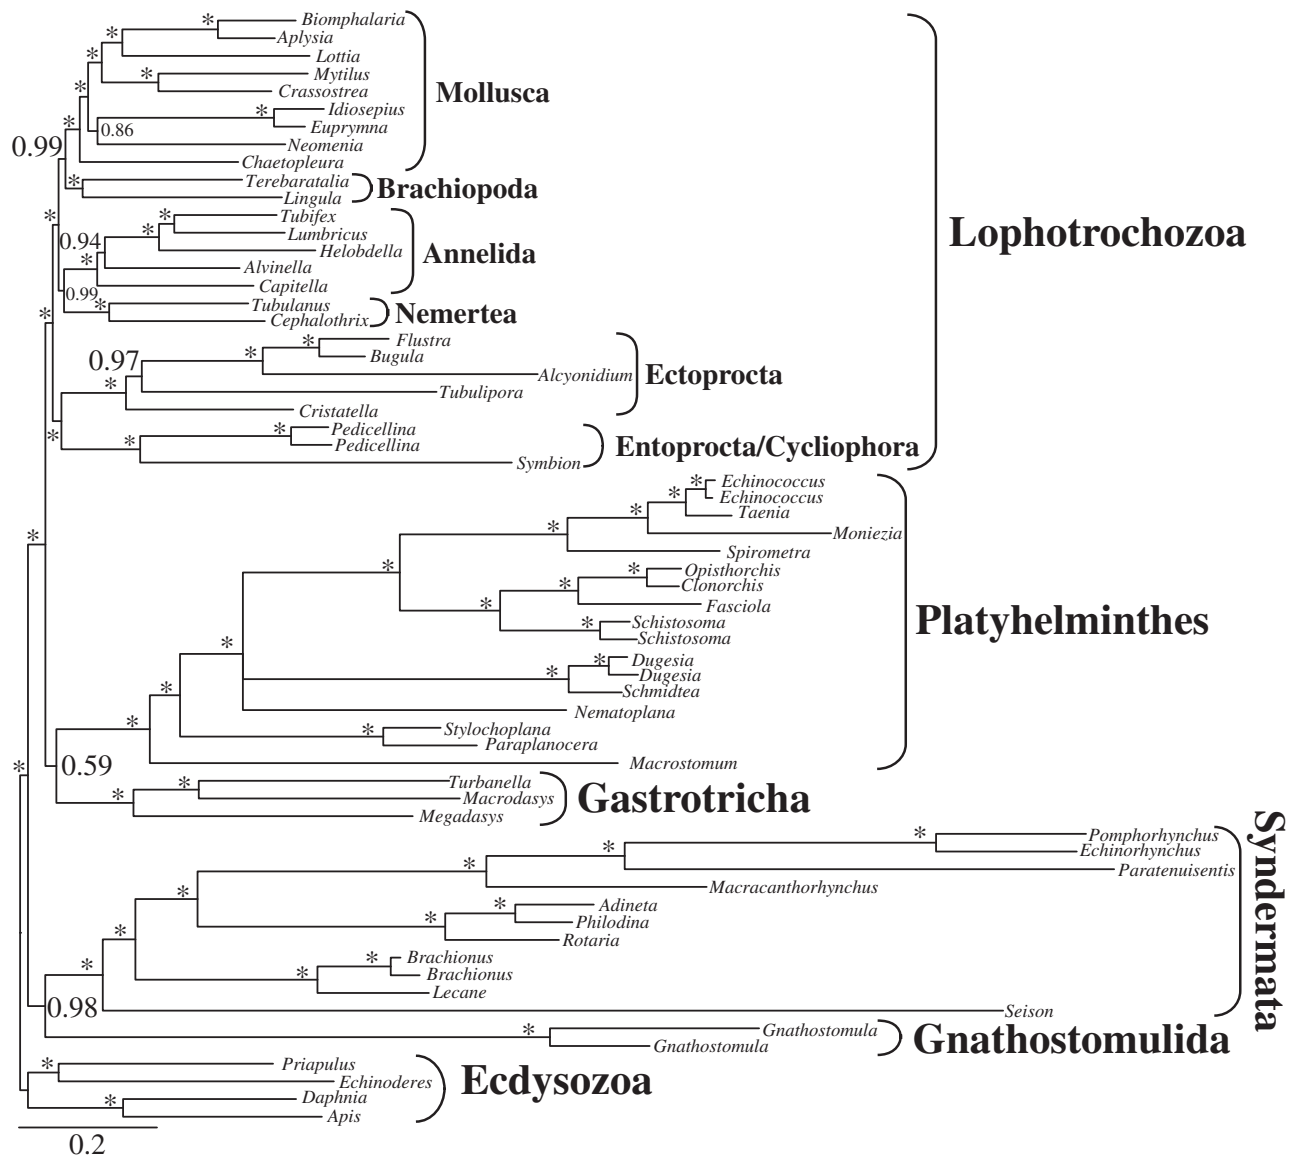 * Biomphalaria
* Aplysia
* Lottia
* Mytilus
* Crassostrea
Mollusca
* Idiosepius
0.86 Euprymna
0.99 * Neomenia
Chaetopleura
* Terebaratalia
Brachiopoda
Lingula
* * Tubifex
0.94 * Lumbricus
Lophotrochozoa
Helobdella
Annelida
* Alvinella
Capitella
0.99 * Tubulanus
Nemertea
* Cephalothrix
* Flustra
0.97 * Bugula
Alcyonidium
Ectoprocta
* Tubulipora
Cristatella
* * * Pedicellina
Pedicellina
Entoprocta/Cycliophora
Symbion
* Echinococcus
* Echinococcus
* Taenia
* * Moniezia
Spirometra
* * Opisthorchis
* Clonorchis
* Fasciola
* Schistosoma
Platyhelminthes
Schistosoma
* * Dugesia
* Dugesia
* Schmidtea
Nematoplana
* * Stylochoplana
Paraplanocera
* 0.59 Macrostomum
* Turbanella
* Macrodasys
Gastrotricha
Megadasys
* Pomphorhynchus
* Echinorhynchus
* Paratenuisentis
* Macracanthorhynchus
* Adineta
* Philodina
* Rotaria
Syndermata
* Brachionus
* * Brachionus
Lecane
0.98 Seison
* Gnathostomula
Gnathostomula
Gnathostomulida
* Priapulus
Echinoderes
Ecdysozoa
* Daphnia
Apis
0.2